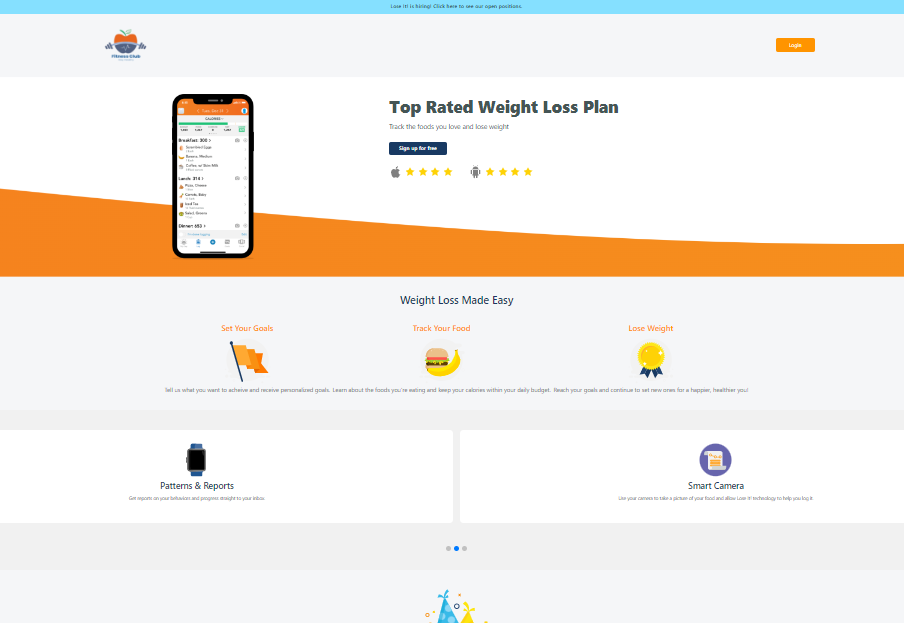 Lose It! is hiring! Click here to see our open positions.
Fitness Club
Login
Top Rated Weight Loss Plan
Track the foods you love and lose weight
Sign up for free
CALORIES
Breakfast: 300
Scrambled Eggs
Banana, Medium
Coffee, w/ Skim Milk
Lunch: 314
Pizza, Cheese
Carrots, Baby
Iced Tea
Salad, Greens
Dinner: 653
Weight Loss Made Easy
Set Your Goals
Track Your Food
Lose Weight
Tell us what you want to acheive and receive personalized goals. Learn about the foods you're eating and keep your calories within your daily budget. Reach your goals and continue to set new ones for a happier, healthier you!
Patterns & Reports
Get reports on your behaviors and progress straight to your inbox
Smart Camera
Use your camera to take a picture of your food and allow Lose It! technology to help you log it